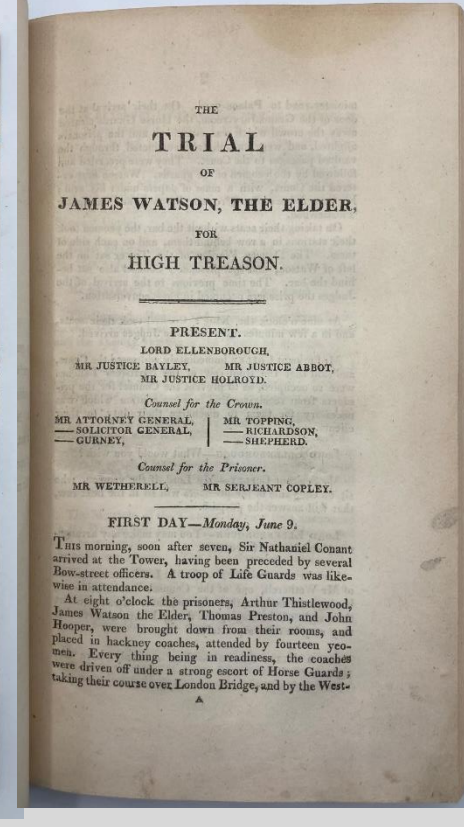 THE
TRIAL
OF
JAMES WATSON, THE ELDER,
FOR
HIGH TREASON.
PRESENT.
LORD ELLENBOROUGH,
MR JUSTICE BAYLEY, MR JUSTICE ABBOT,
MR JUSTICE HOLROYD.
Counsel for the Crown.
MR ATTORNEY GENERAL,
—— SOLICITOR GENERAL,
—— GURNEY,
MR TOPPING,
—— RICHARDSON,
—— SHEPHERD.
Counsel for the Prisoner.
MR WETHERELL, MR SERJEANT COPLEY.
FIRST DAY—Monday, June 9.
THIS morning, soon after seven, Sir Nathaniel Conant
arrived at the Tower, having been preceded by several
Bow-street officers. A troop of Life Guards was like-
wise in attendance.
At eight o'clock the prisoners, Arthur Thistlewood,
James Watson the Elder, Thomas Preston, and John
Hooper, were brought down from their rooms, and
placed in hackney coaches, attended by fourteen yeo-
men. Every thing being in readiness, the coaches
were driven off under a strong escort of Horse Guards;
taking their course over London Bridge, and by the West-
A